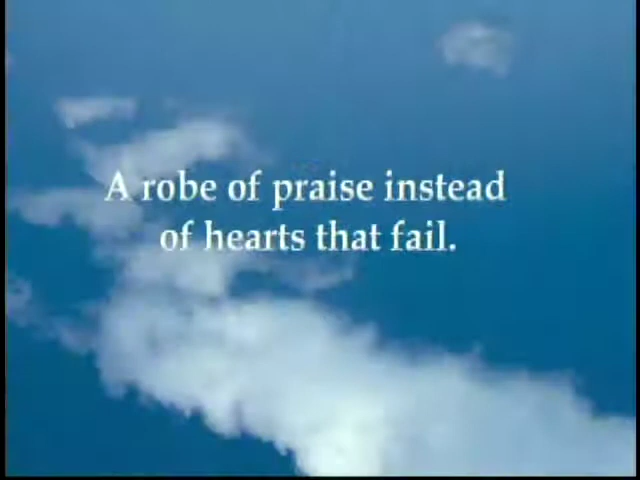 A robe of praise instead
of hearts that fail.